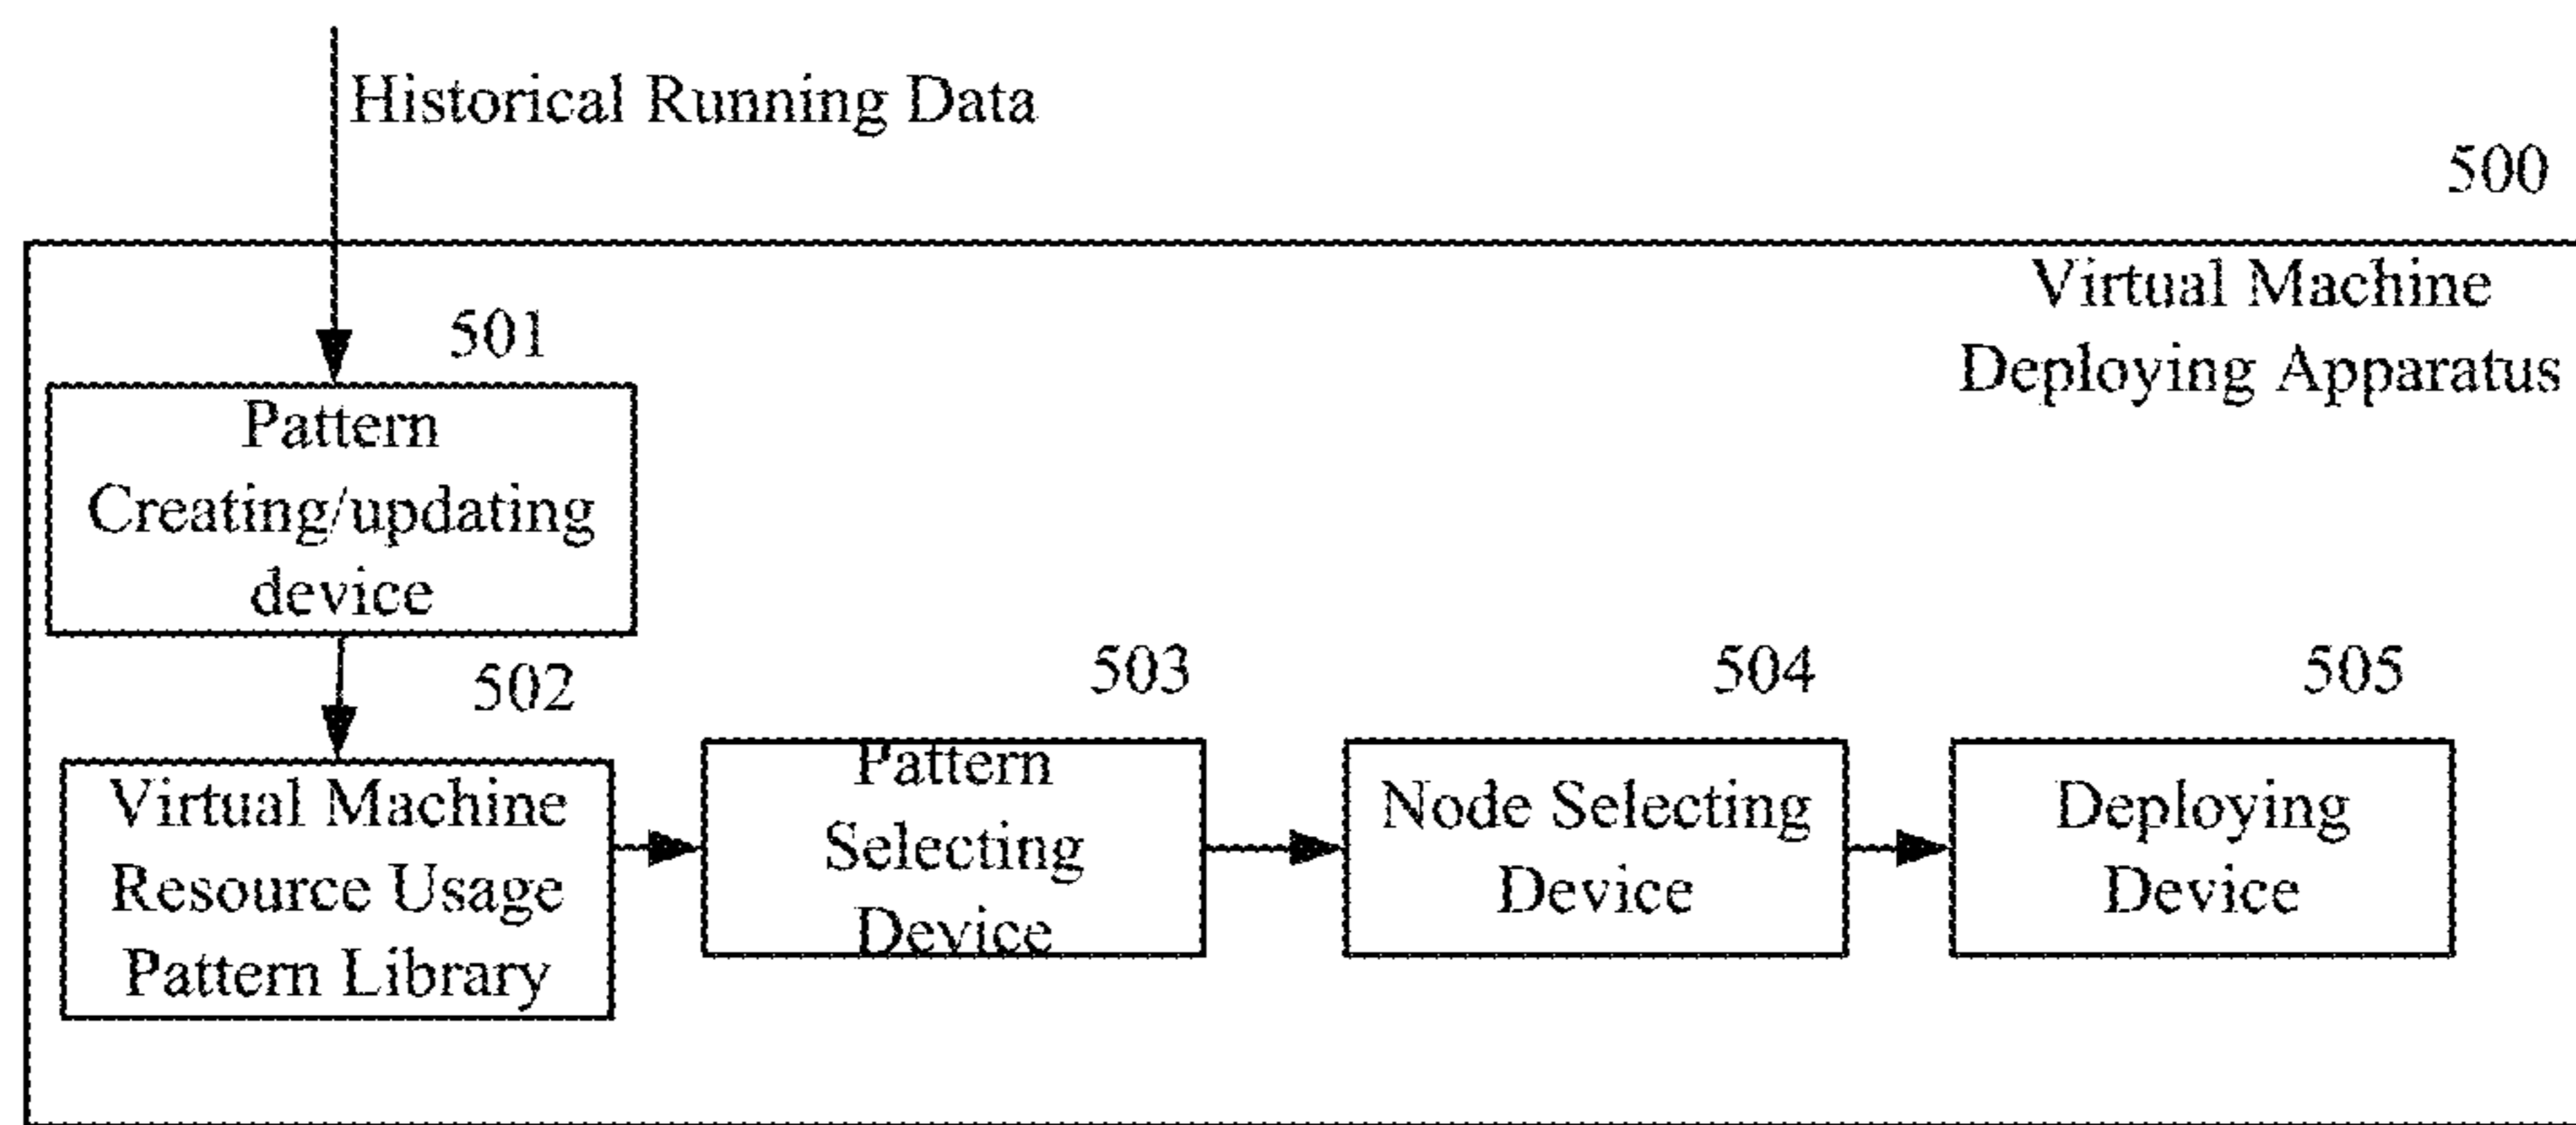 Historical Running Data
500
Virtual Machine
Deploying Apparatus
501
Pattern
Creating/updating
device
502
Virtual Machine
Resource Usage
Pattern Library
503
Pattern
Selecting
Device
504
Node Selecting
Device
505
Deploying
Device